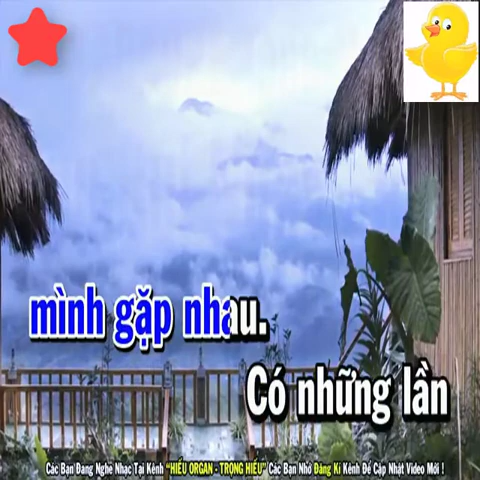 mình gặp nhau.
Có những lần
Các Bạn Đang Nghe Nhạc Tại Kênh "HIẾU ORGAN - TRỌNG HIẾU" Các Bạn Nhớ Đăng Kí Kênh Để Cập Nhật Video Mới !